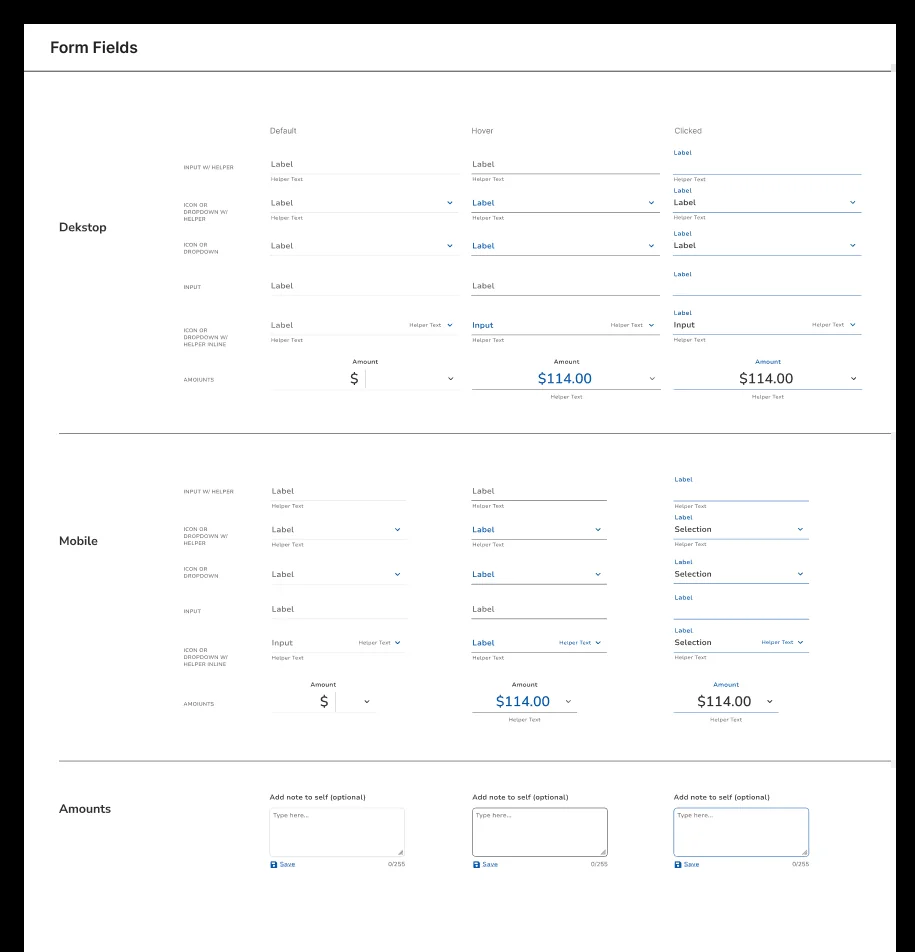 Form Fields
Default Hover Clicked
Dekstop
INPUT W/ HELPER
Label Label Label
Helper Text Helper Text Helper Text
ICON OR
DROPDOWN W/
HELPER
Label
Label Label Label
Helper Text Helper Text Helper Text
ICON OR
DROPDOWN
Label
Label Label Label
INPUT
Label Label Label
ICON OR
DROPDOWN W/
HELPER INLINE
Label
Label Helper Text Input Helper Text Input Helper Text
Helper Text Helper Text Helper Text
AMOUNTS
Amount Amount Amount
$ $114.00 $114.00
Helper Text Helper Text
Mobile
INPUT W/ HELPER
Label Label Label
Helper Text Helper Text Helper Text
ICON OR
DROPDOWN W/
HELPER
Label
Label Label Selection
Helper Text Helper Text Helper Text
ICON OR
DROPDOWN
Label
Label Label Selection
INPUT
Label Label Label
ICON OR
DROPDOWN W/
HELPER INLINE
Label
Input Helper Text Label Helper Text Selection Helper Text
Helper Text Helper Text Helper Text
AMOUNTS
Amount Amount Amount
$ $114.00 $114.00
Helper Text Helper Text
Amounts
Add note to self (optional) Add note to self (optional) Add note to self (optional)
Type here... Type here... Type here...
Save 0/255 Save 0/255 Save 0/255